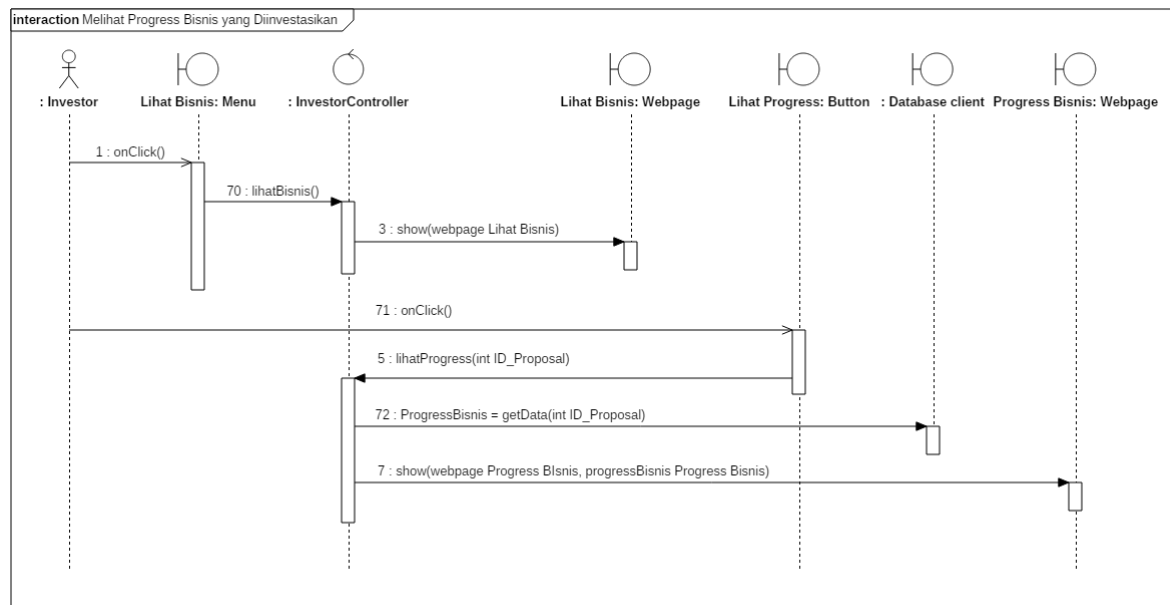 interaction Melihat Progress Bisnis yang Diinvestasikan
: Investor
Lihat Bisnis: Menu
: InvestorController
Lihat Bisnis: Webpage
Lihat Progress: Button
: Database client
Progress Bisnis: Webpage
1 : onClick()
70 : lihatBisnis()
3 : show(webpage Lihat Bisnis)
71 : onClick()
5 : lihatProgress(int ID_Proposal)
72 : ProgressBisnis = getData(int ID_Proposal)
7 : show(webpage Progress BIsnis, progressBisnis Progress Bisnis)